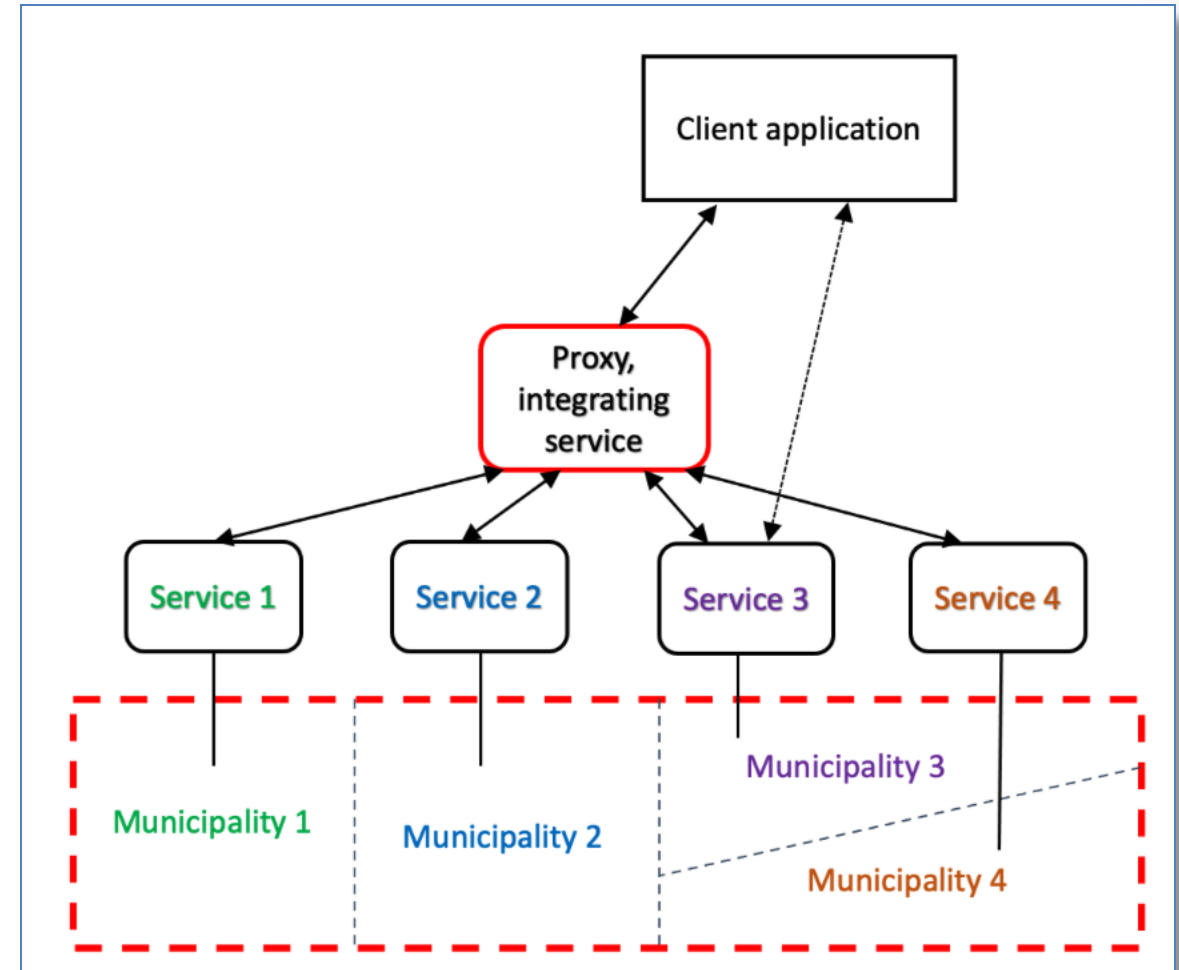 Client application
Proxy,
integrating
service
Service 1
Service 2
Service 3
Service 4
Municipality 3
Municipality 1
Municipality 2
Municipality 4